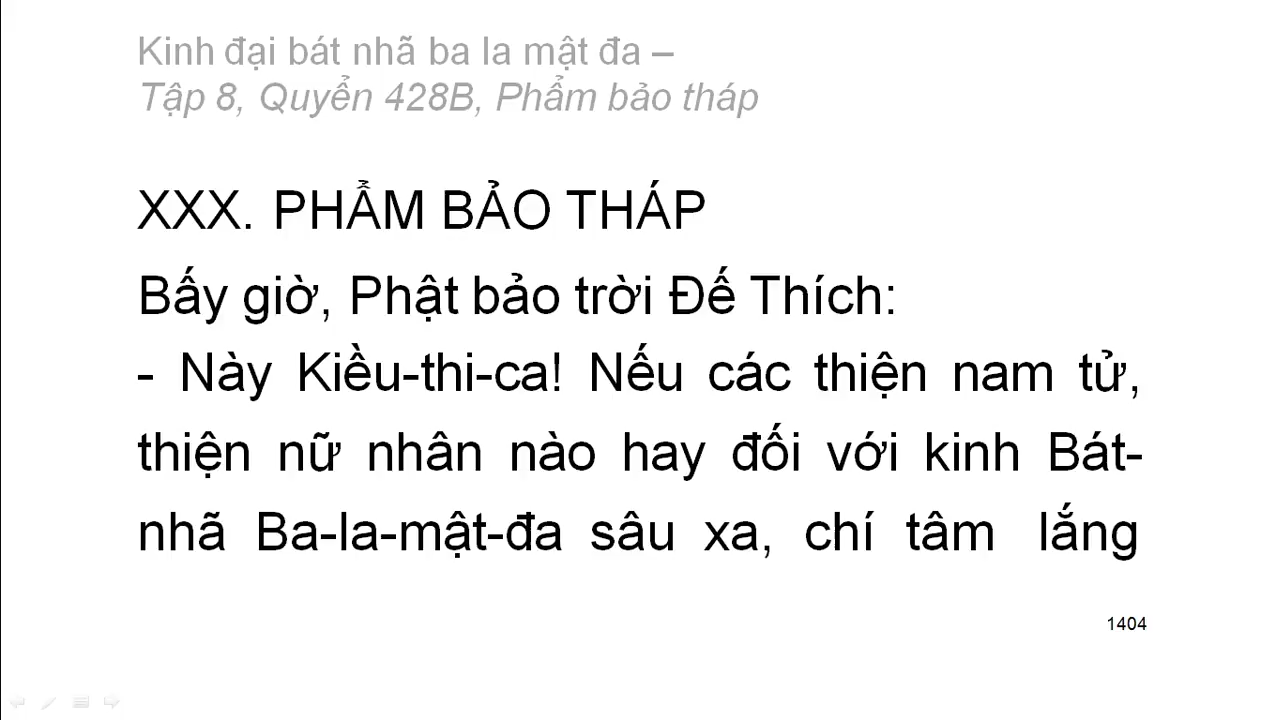 Kinh đại bát nhã ba la mật đa –
Tập 8, Quyển 428B, Phẩm bảo tháp
XXX. PHẨM BẢO THÁP
Bấy giờ, Phật bảo trời Đế Thích:
- Này Kiều-thi-ca! Nếu các thiện nam tử,
thiện nữ nhân nào hay đối với kinh Bát-
nhã Ba-la-mật-đa sâu xa, chí tâm lắng
1404